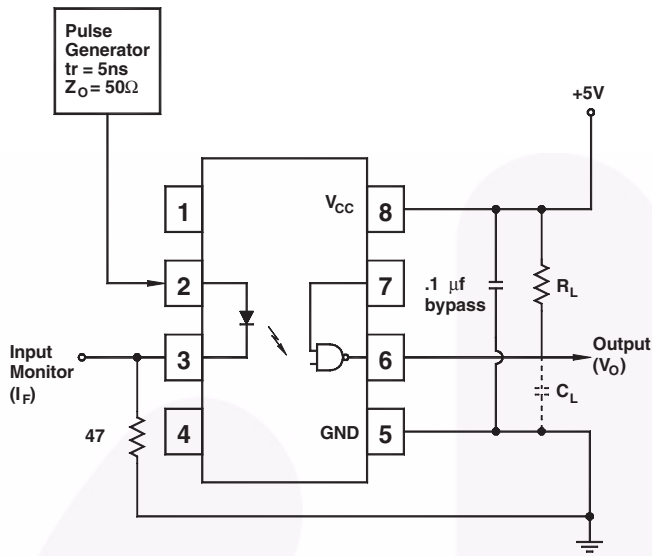 Pulse
Generator
tr = 5ns
ZO = 50Ω
+5V
1
VCC
8
2
7
.1 μf
bypass
RL
Input
Monitor
(IF)
3
6
Output
(VO)
CL
47
4
GND
5